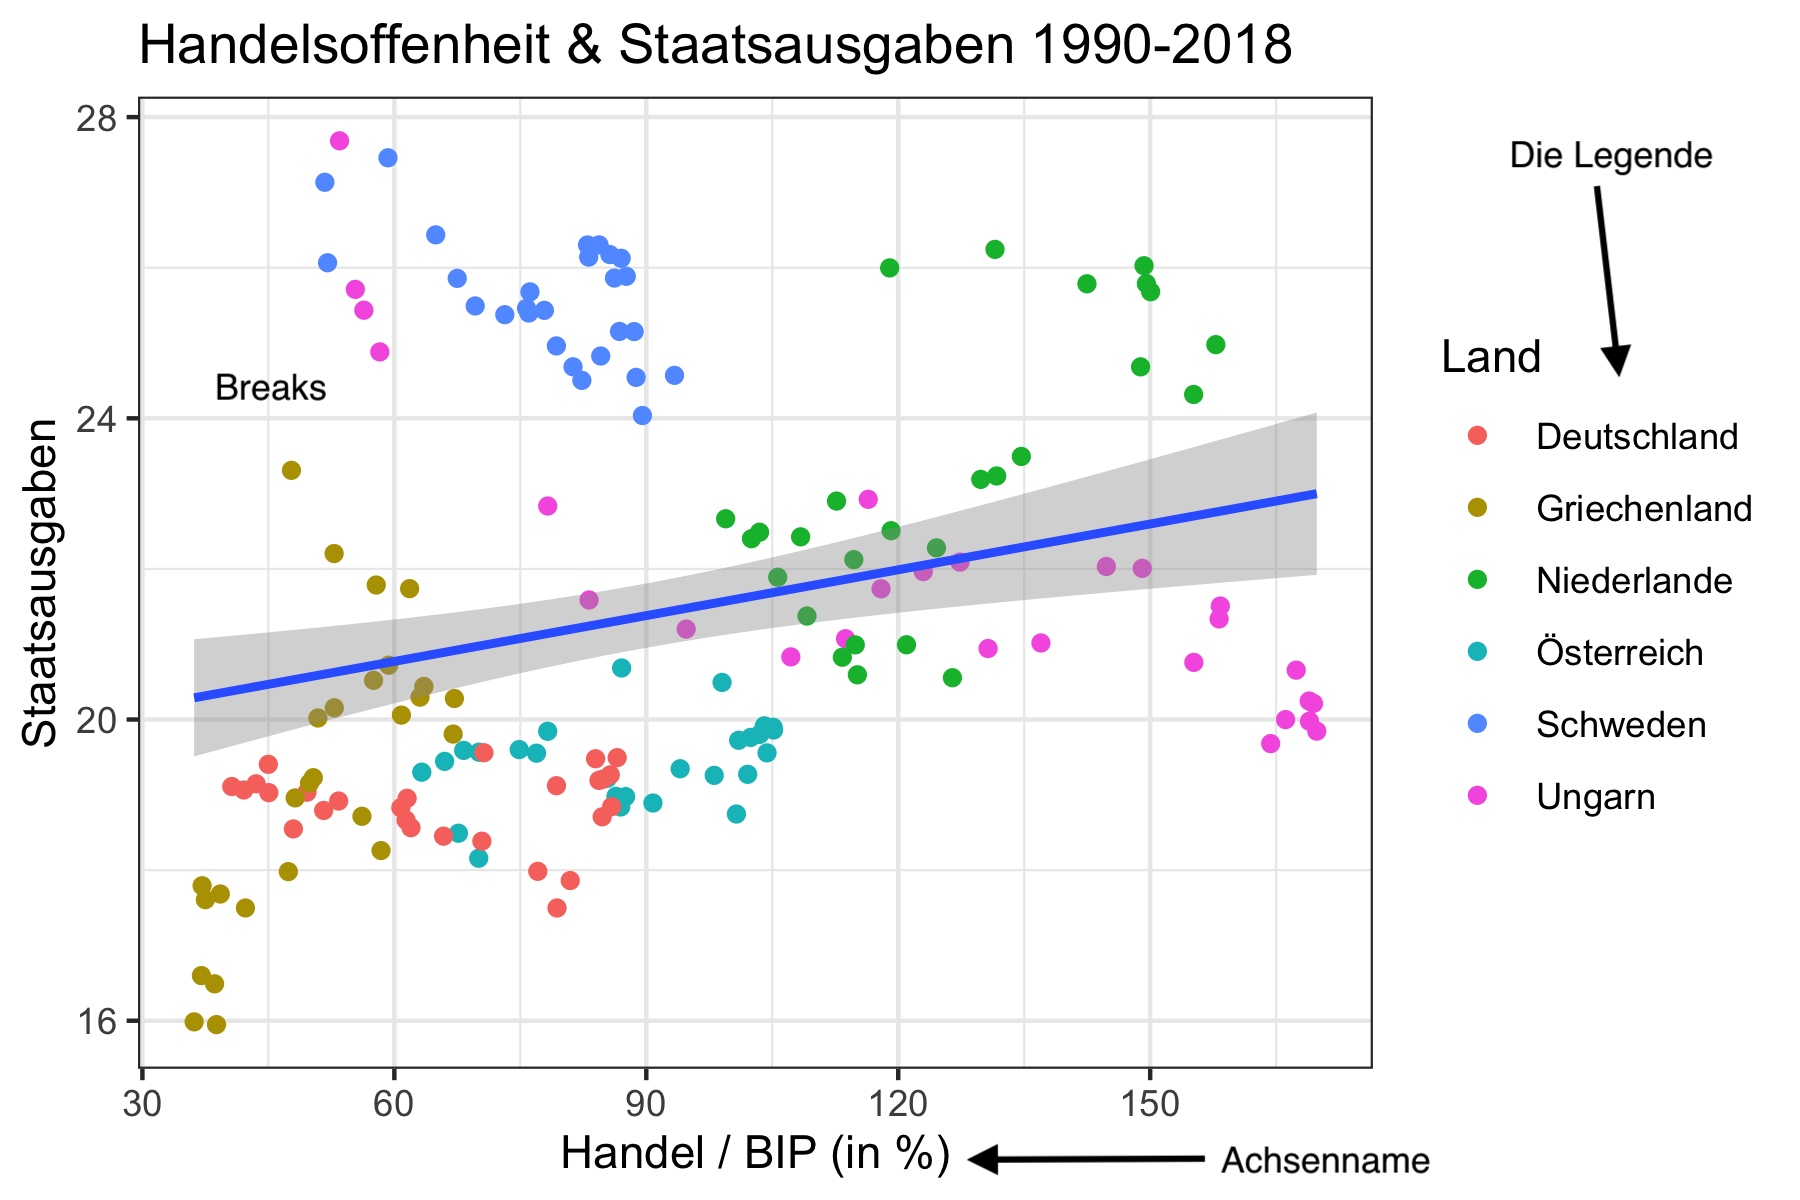 Handelsoffenheit & Staatsausgaben 1990-2018
28
24
20
16
Staatsausgaben
Breaks
30 60 90 120 150
Handel / BIP (in %)
Achsenname
Die Legende
Land
Deutschland
Griechenland
Niederlande
Österreich
Schweden
Ungarn